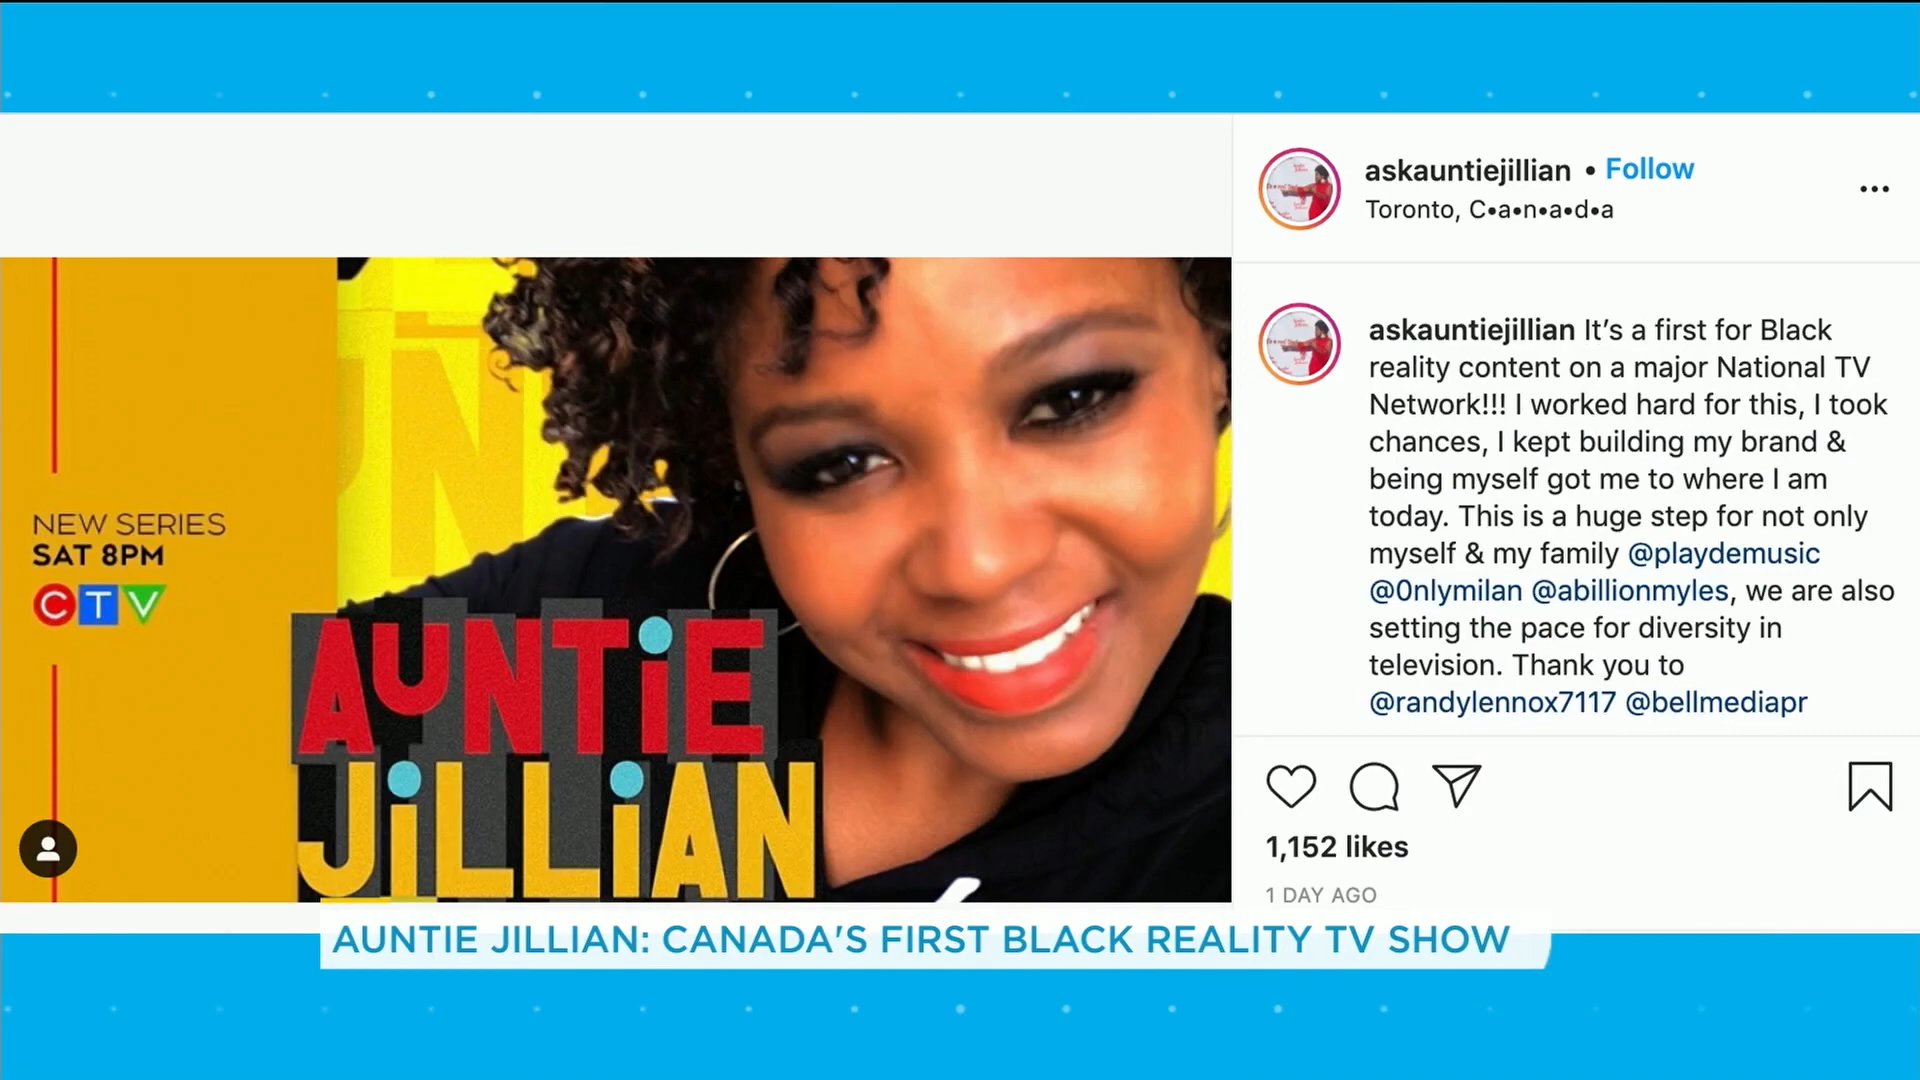 NEW SERIES
SAT 8PM
CTV
AUNTiE
JiLLiAN
askauntiejillian • Follow
Toronto, C•a•n•a•d•a
askauntiejillian It’s a first for Black
reality content on a major National TV
Network!!! I worked hard for this, I took
chances, I kept building my brand &
being myself got me to where I am
today. This is a huge step for not only
myself & my family @playdemusic
@0nlymilan @abillionmyles, we are also
setting the pace for diversity in
television. Thank you to
@randylennox7117 @bellmediapr
1,152 likes
1 DAY AGO
AUNTIE JILLIAN: CANADA'S FIRST BLACK REALITY TV SHOW